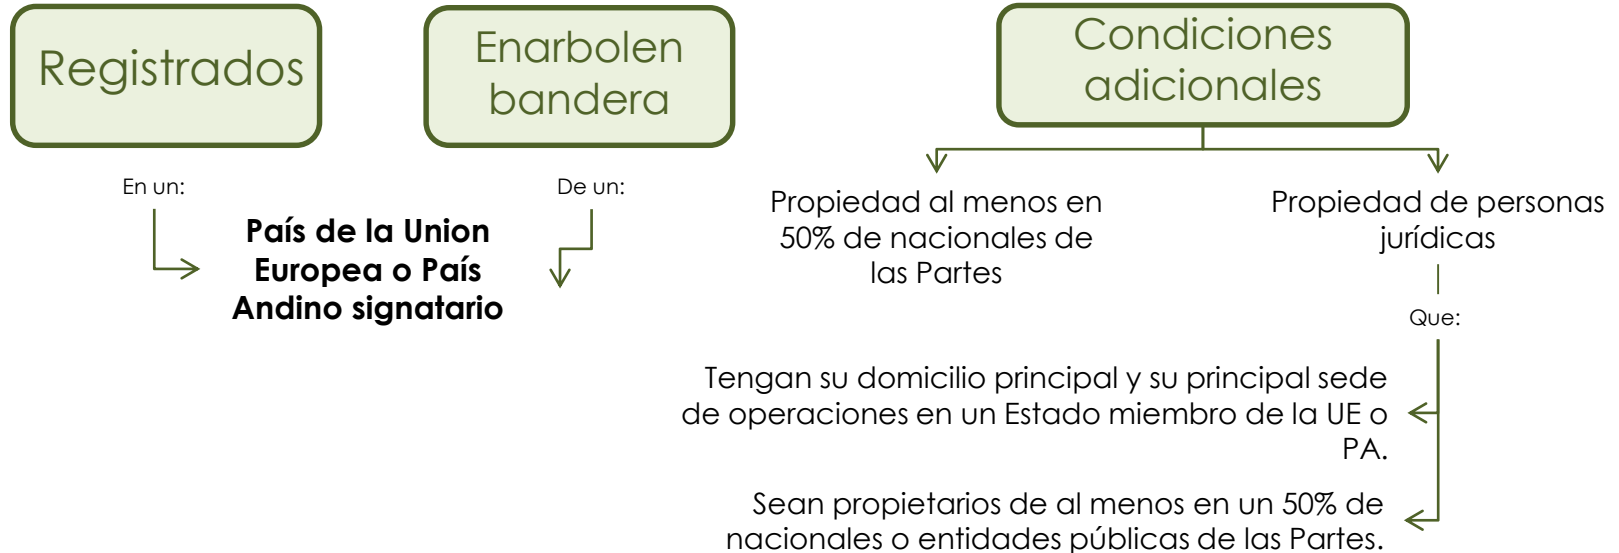 Registrados
Enarbolen
bandera
En un:
De un:
País de la Union
Europea o País
Andino signatario
Condiciones
adicionales
Propiedad al menos en
50% de nacionales de
las Partes
Propiedad de personas
jurídicas
Que:
Tengan su domicilio principal y su principal sede
de operaciones en un Estado miembro de la UE o
PA.
Sean propietarios de al menos en un 50% de
nacionales o entidades públicas de las Partes.